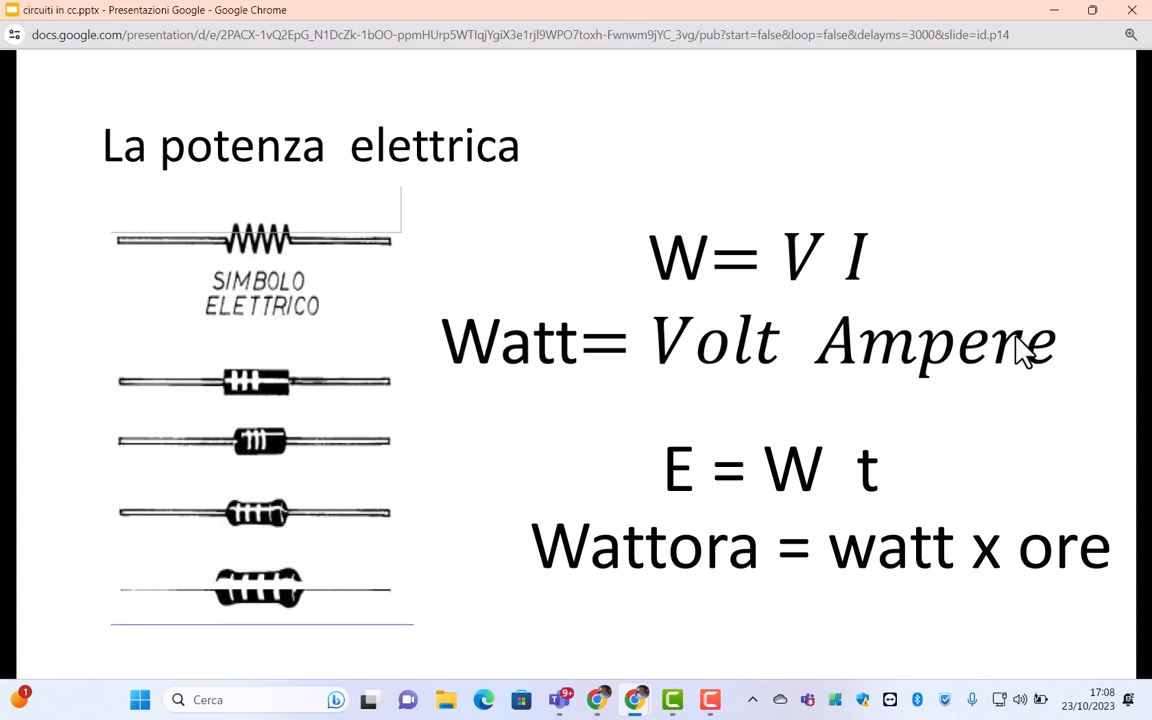 circuiti in cc.pptx - Presentazioni Google - Google Chrome
docs.google.com/presentation/d/e/2PACX-1vQ2EpG_N1DcZk-1bOO-ppmHUrp5WTIqjYgiX3e1rjl9WPO7toxh-Fwnwm9jYC_3vg/pub?start=false&loop=false&delayms=3000&slide=id.p14
La potenza elettrica
SIMBOLO
ELETTRICO
W= V I
Watt= Volt Ampere
E = W t
Wattora = watt x ore
1
Cerca
9+
17:08
23/10/2023